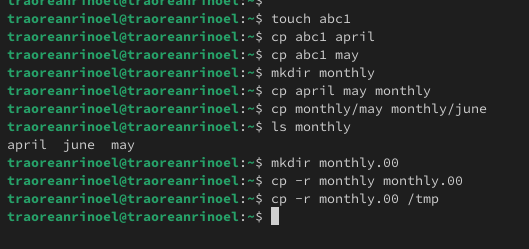 traoreanrinoel@traoreanrinoel:~$
traoreanrinoel@traoreanrinoel:~$ touch abc1
traoreanrinoel@traoreanrinoel:~$ cp abc1 april
traoreanrinoel@traoreanrinoel:~$ cp abc1 may
traoreanrinoel@traoreanrinoel:~$ mkdir monthly
traoreanrinoel@traoreanrinoel:~$ cp april may monthly
traoreanrinoel@traoreanrinoel:~$ cp monthly/may monthly/june
traoreanrinoel@traoreanrinoel:~$ ls monthly
april  june  may
traoreanrinoel@traoreanrinoel:~$ mkdir monthly.00
traoreanrinoel@traoreanrinoel:~$ cp -r monthly monthly.00
traoreanrinoel@traoreanrinoel:~$ cp -r monthly.00 /tmp
traoreanrinoel@traoreanrinoel:~$